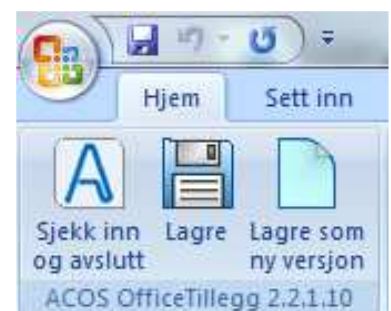 Hjem Sett inn
Sjekk inn og avslutt
Lagre
Lagre som ny versjon
ACOS OfficeTillegg 2.2.1.10